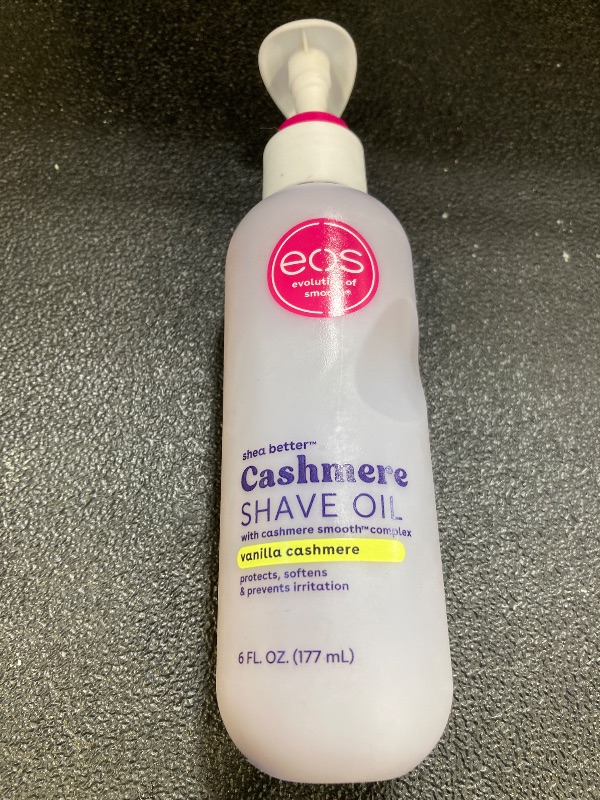 eos
evolution of
smooth®
shea better™
Cashmere
SHAVE OIL
with cashmere smooth™ complex
vanilla cashmere
protects, softens
& prevents irritation
6 FL. OZ. (177 mL)